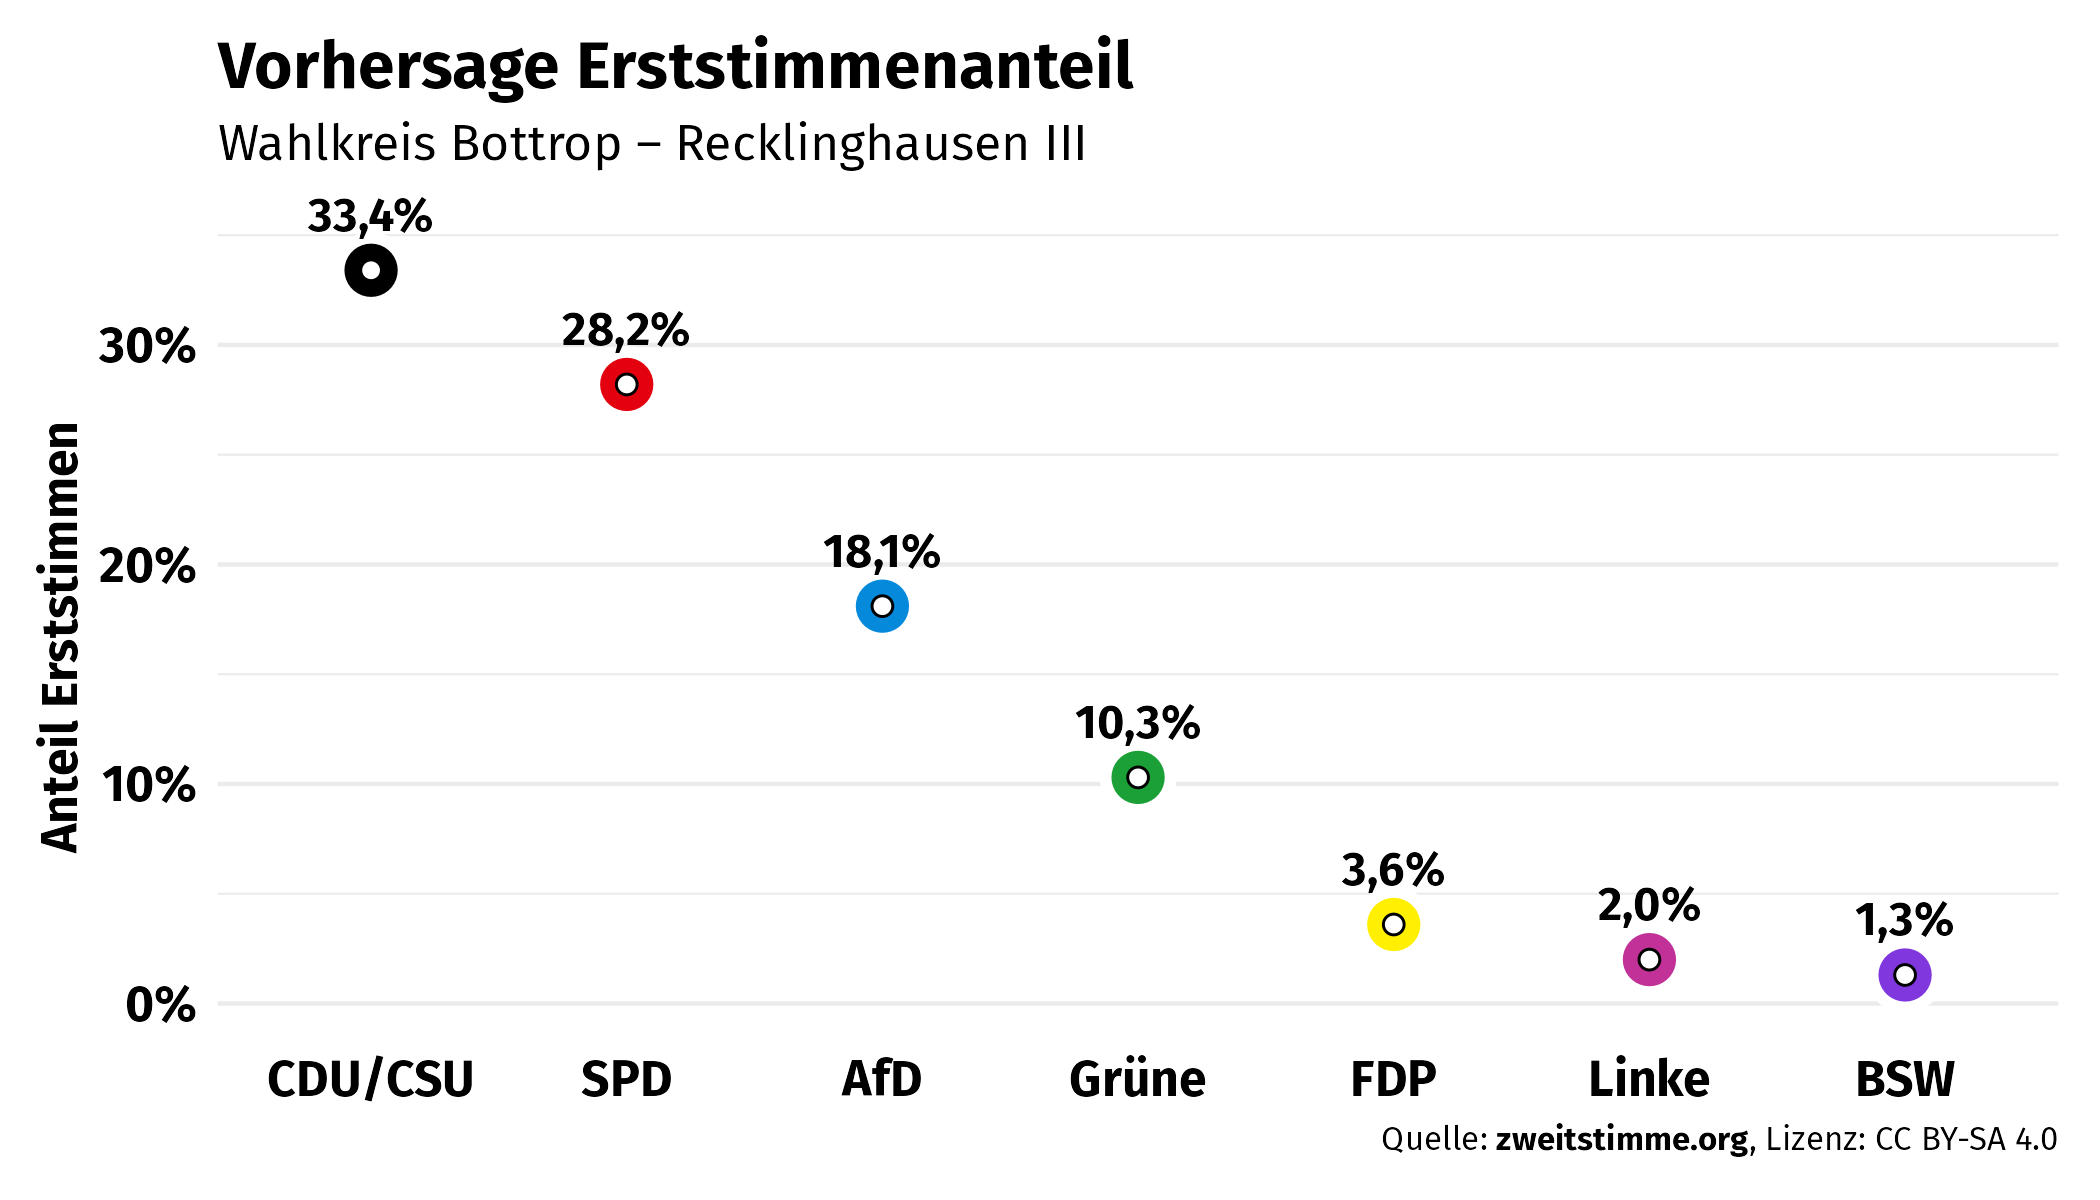 Vorhersage Erststimmenanteil
Wahlkreis Bottrop – Recklinghausen III
Anteil Erststimmen
33,4%
28,2%
30%
18,1%
20%
10,3%
10%
3,6%
2,0%
1,3%
0%
CDU/CSU SPD AfD Grüne FDP Linke BSW
Quelle: zweitstimme.org, Lizenz: CC BY-SA 4.0